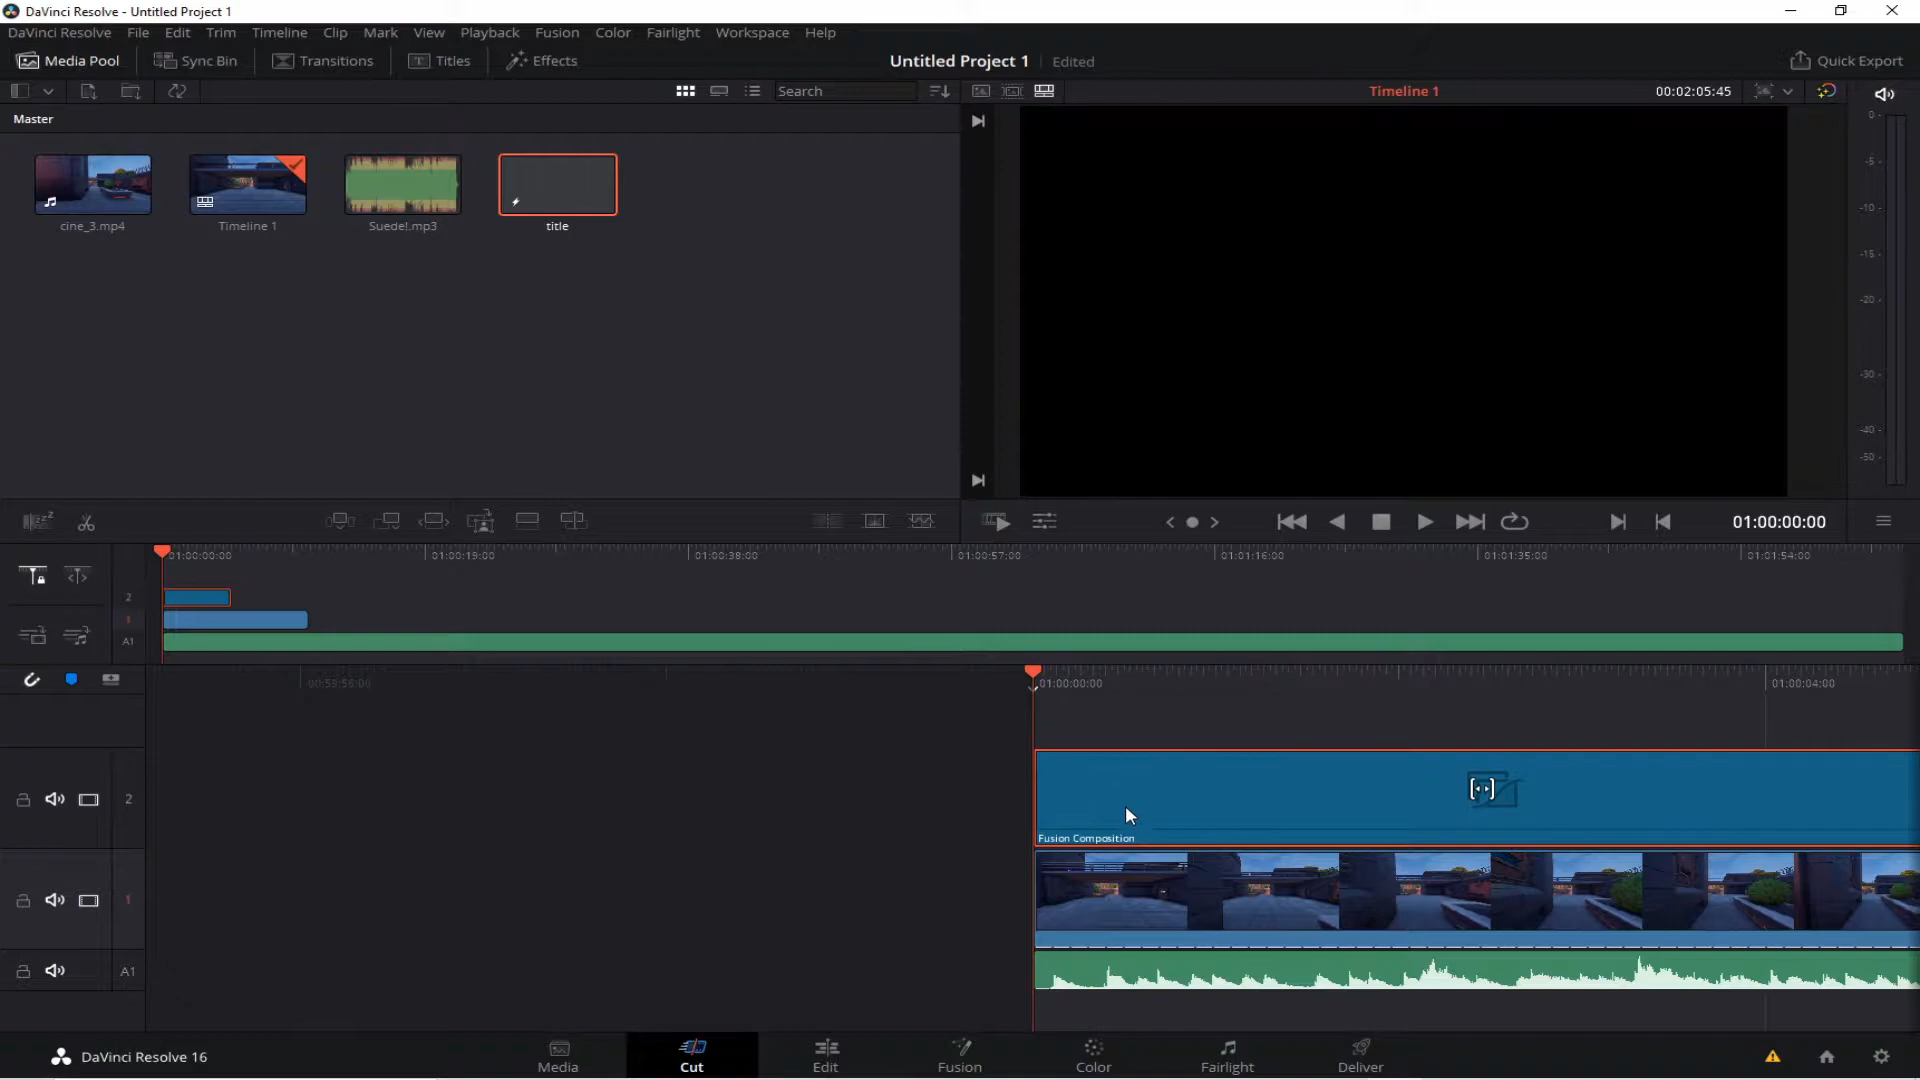 DaVinci Resolve - Untitled Project 1
DaVinci Resolve File Edit Trim Timeline Clip Mark View Playback Fusion Color Fairlight Workspace Help
Media Pool Sync Bin Transitions Titles Effects Untitled Project 1 Edited Quick Export
Search Timeline 1 00:02:05:45
Master
0
-5
-10
-15
-20
-30
-40
-50
cine_3.mp4 Timeline 1 Suede!.mp3 title
01:00:00:00
01:00:00:00 01:00:19:00 01:00:38:00 01:00:57:00 01:01:16:00 01:01:35:00 01:01:54:00
2
1
A1
00:59:56:00 01:00:00:00 01:00:04:00
2
Fusion Composition
1
A1
DaVinci Resolve 16
Media Cut Edit Fusion Color Fairlight Deliver